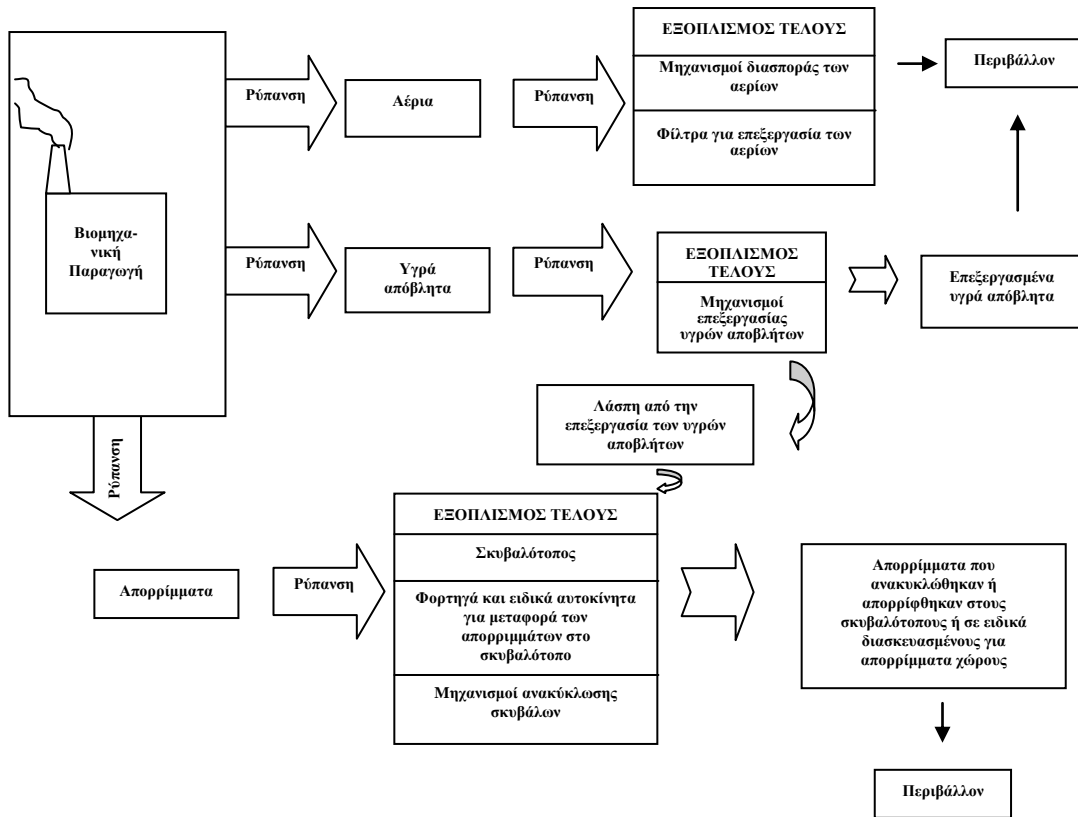 Βιομηχα-
νική
Παραγωγή
Ρύπανση
Αέρια
Ρύπανση
ΕΞΟΠΛΙΣΜΟΣ ΤΕΛΟΥΣ
Μηχανισμοί διασποράς των
αερίων
Φίλτρα για επεξεργασία των
αερίων
Περιβάλλον
Ρύπανση
Υγρά
απόβλητα
Ρύπανση
ΕΞΟΠΛΙΣΜΟΣ
ΤΕΛΟΥΣ
Μηχανισμοί
επεξεργασίας
υγρών αποβλήτων
Επεξεργασμένα
υγρά απόβλητα
Λάσπη από την
επεξεργασία των υγρών
αποβλήτων
Ρύπανση
Απορρίμματα
Ρύπανση
ΕΞΟΠΛΙΣΜΟΣ ΤΕΛΟΥΣ
Σκυβαλότοπος
Φορτηγά και ειδικά αυτοκίνητα
για μεταφορά των
απορριμμάτων στο
σκυβαλότοπο
Μηχανισμοί ανακύκλωσης
σκυβάλων
Απορρίμματα που
ανακυκλώθηκαν ή
απορρίφθηκαν στους
σκυβαλότοπους ή σε ειδικά
διασκευασμένους για
απορρίμματα χώρους
Περιβάλλον